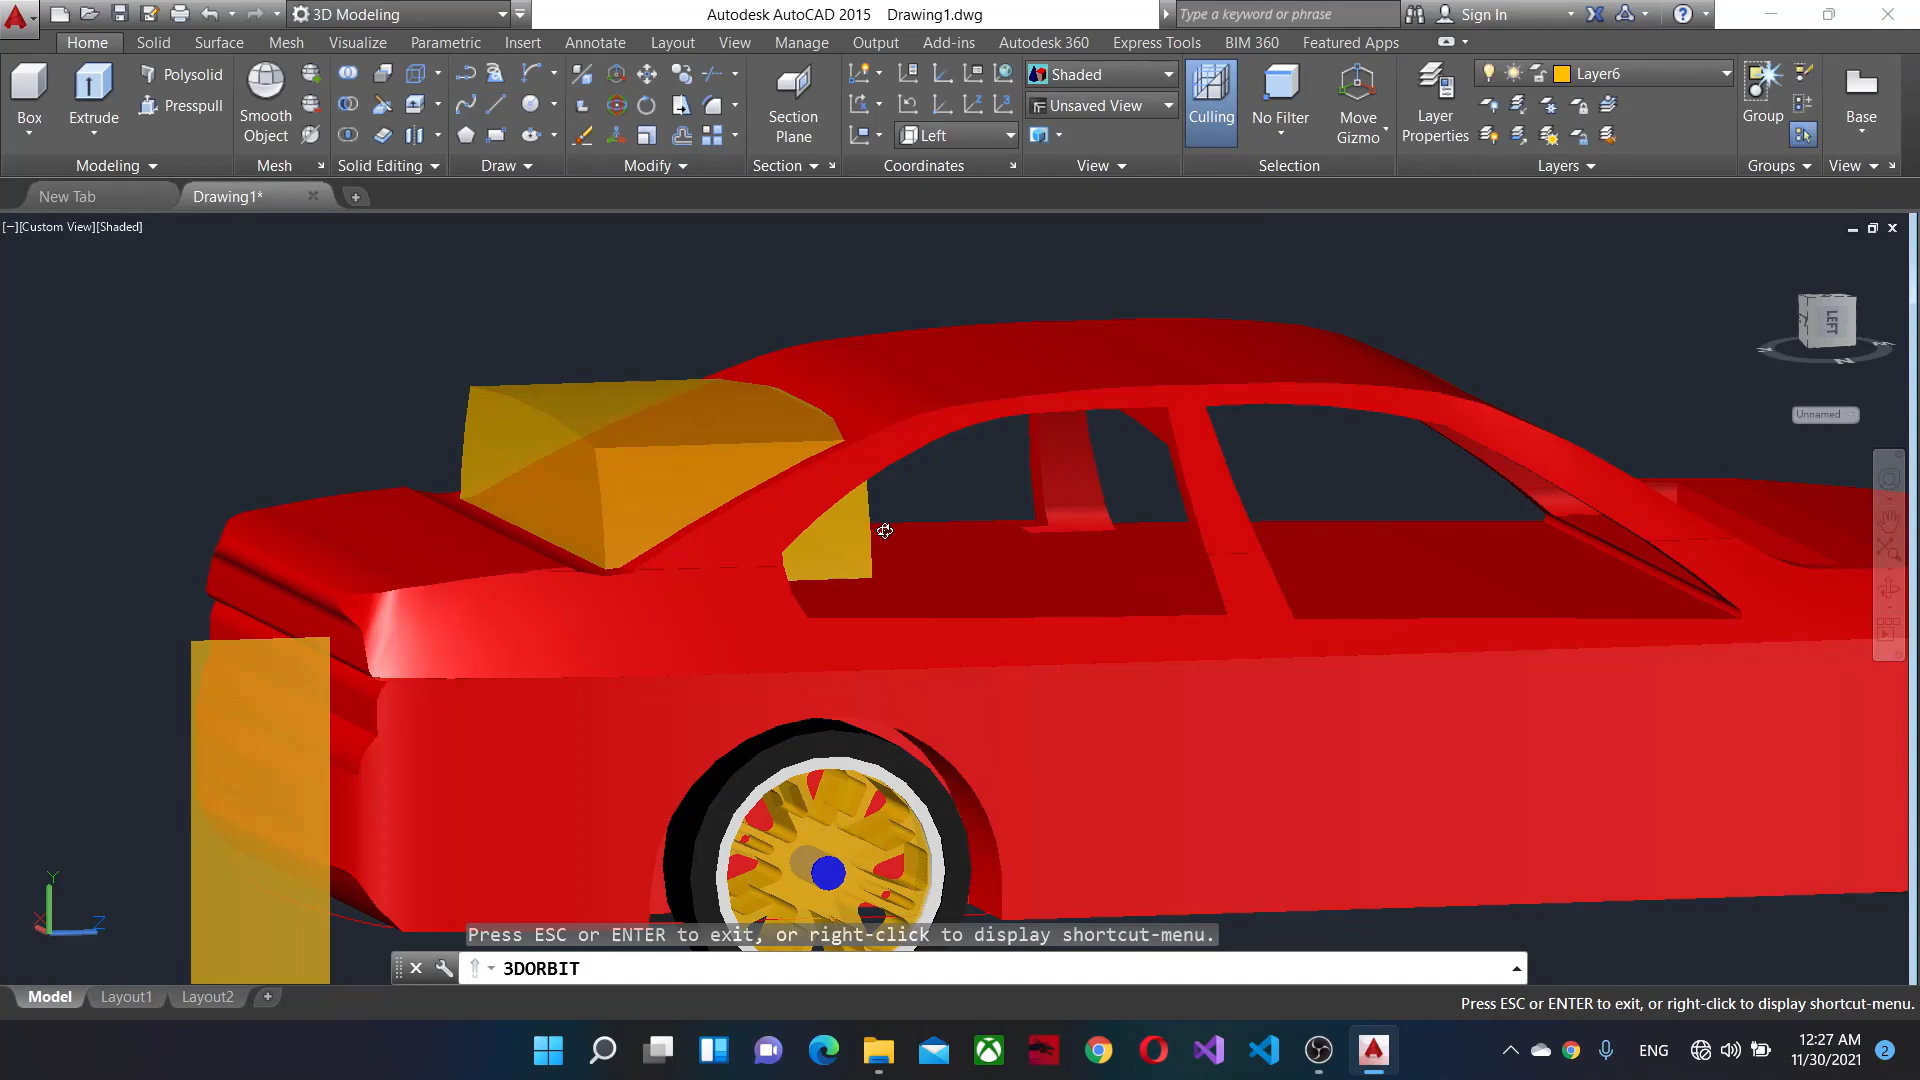 3D Modeling
Autodesk AutoCAD 2015 Drawing1.dwg
Type a keyword or phrase
Sign In
Home Solid Surface Mesh Visualize Parametric Insert Annotate Layout View Manage Output Add-ins Autodesk 360 Express Tools BIM 360 Featured Apps
Box
Extrude
Polysolid
Presspull
Smooth Object
Section Plane
Shaded
Unsaved View
Left
Culling
No Filter
Move Gizmo
Layer Properties
Layer6
Group
Base
Modeling Mesh Solid Editing Draw Modify Section Coordinates View Selection Layers Groups View
New Tab Drawing1*
[−][Custom View][Shaded]
LEFT
N
Unnamed
Y
X
Z
Press ESC or ENTER to exit, or right-click to display shortcut-menu.
3DORBIT
Model Layout1 Layout2
Press ESC or ENTER to exit, or right-click to display shortcut-menu.
ENG
12:27 AM
11/30/2021
2